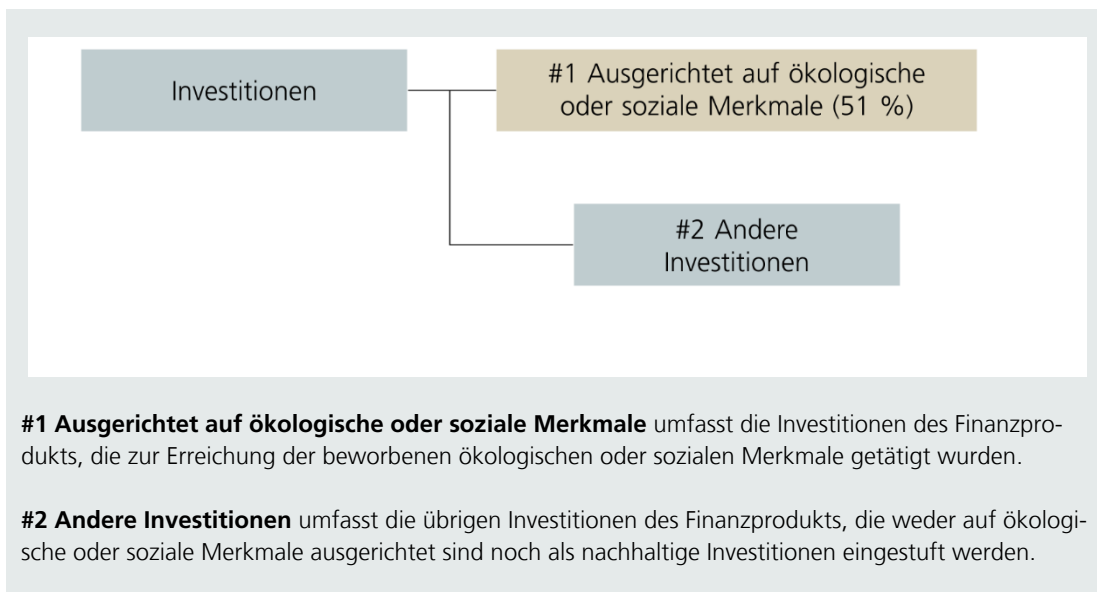 Investitionen
#1 Ausgerichtet auf ökologische
oder soziale Merkmale (51 %)
#2 Andere
Investitionen
#1 Ausgerichtet auf ökologische oder soziale Merkmale umfasst die Investitionen des Finanzpro-
dukts, die zur Erreichung der beworbenen ökologischen oder sozialen Merkmale getätigt wurden.
#2 Andere Investitionen umfasst die übrigen Investitionen des Finanzprodukts, die weder auf ökologi-
sche oder soziale Merkmale ausgerichtet sind noch als nachhaltige Investitionen eingestuft werden.